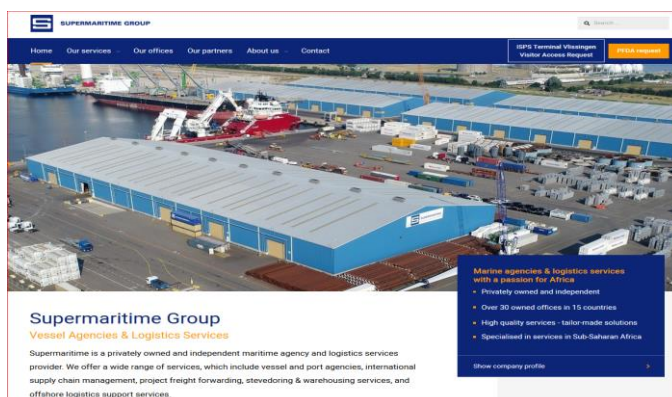 SUPERMARITIME GROUP
Search ...
Home Our services Our offices Our partners About us Contact
ISPS Terminal Vlissingen
Visitor Access Request
PFDA request
Marine agencies & logistics services
with a passion for Africa
Privately owned and independent
Over 30 owned offices in 15 countries
High quality services - tailor-made solutions
Specialised in services in Sub-Saharan Africa
Show company profile
Supermaritime Group
Vessel Agencies & Logistics Services
Supermaritime is a privately owned and independent maritime agency and logistics services
provider. We offer a wide range of services, which include vessel and port agencies, international
supply chain management, project freight forwarding, stevedoring & warehousing services, and
offshore logistics support services.